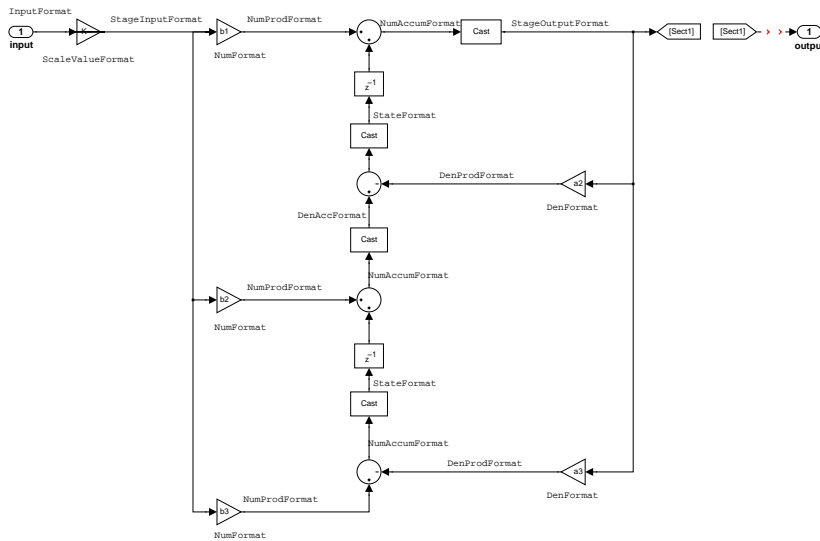 InputFormat
1
input
K
StageInputFormat
ScaleValueFormat
b1
NumProdFormat
NumFormat
NumAccumFormat
Cast
StageOutputFormat
[Sect1]
[Sect1]
1
output
z-1
StateFormat
Cast
DenProdFormat
a2
DenFormat
DenAccFormat
Cast
NumAccumFormat
NumProdFormat
b2
NumFormat
z-1
StateFormat
Cast
NumAccumFormat
DenProdFormat
a3
DenFormat
NumProdFormat
b3
NumFormat